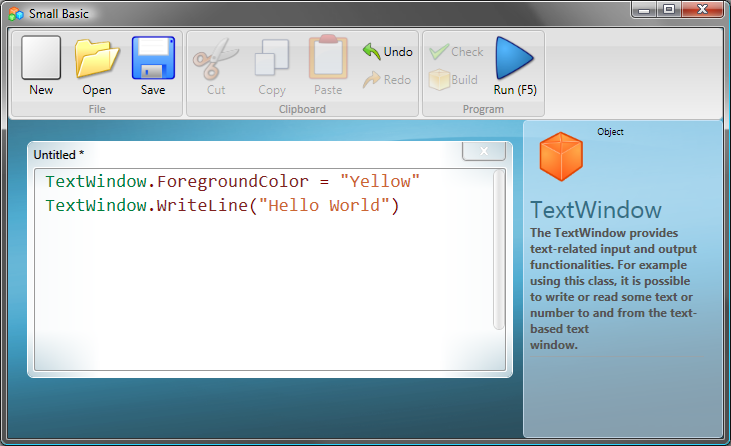 Small Basic
New Open Save Cut Copy Paste Undo Redo Check Build Run (F5)
File Clipboard Program
Untitled *
x
TextWindow.ForegroundColor = "Yellow"
TextWindow.WriteLine("Hello World")
Object
TextWindow
The TextWindow provides
text-related input and output
functionalities. For example
using this class, it is possible
to write or read some text or
number to and from the text-
based text
window.